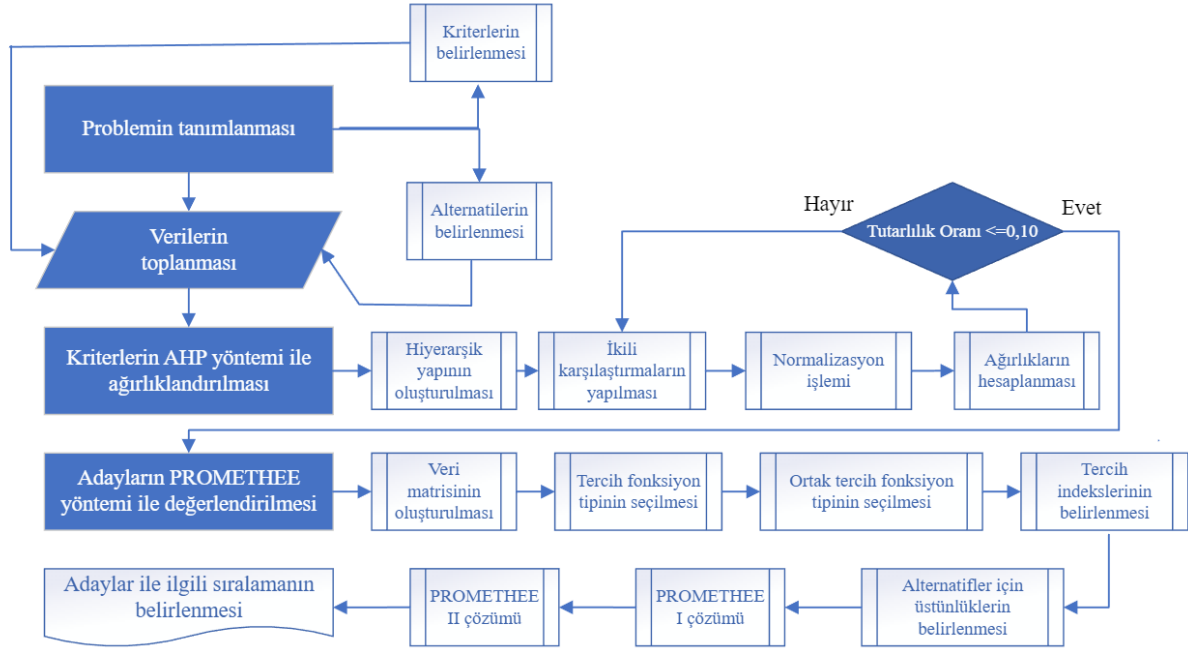 Kriterlerin
belirlenmesi
Problemin tanımlanması
Alternatilerin
belirlenmesi
Verilerin
toplanması
Hayır
Evet
Tutarlılık Oranı <=0,10
Kriterlerin AHP yöntemi ile
ağırlıklandırılması
Hiyerarşik
yapının
oluşturulması
İkili
karşılaştırmaların
yapılması
Normalizasyon
işlemi
Ağırlıkların
hesaplanması
Adayların PROMETHEE
yöntemi ile değerlendirilmesi
Veri
matrisinin
oluşturulması
Tercih fonksiyon
tipinin seçilmesi
Ortak tercih fonksiyon
tipinin seçilmesi
Tercih
indekslerinin
belirlenmesi
Alternatifler için
üstünlüklerin
belirlenmesi
PROMETHEE
I çözümü
PROMETHEE
II çözümü
Adaylar ile ilgili sıralamanın
belirlenmesi